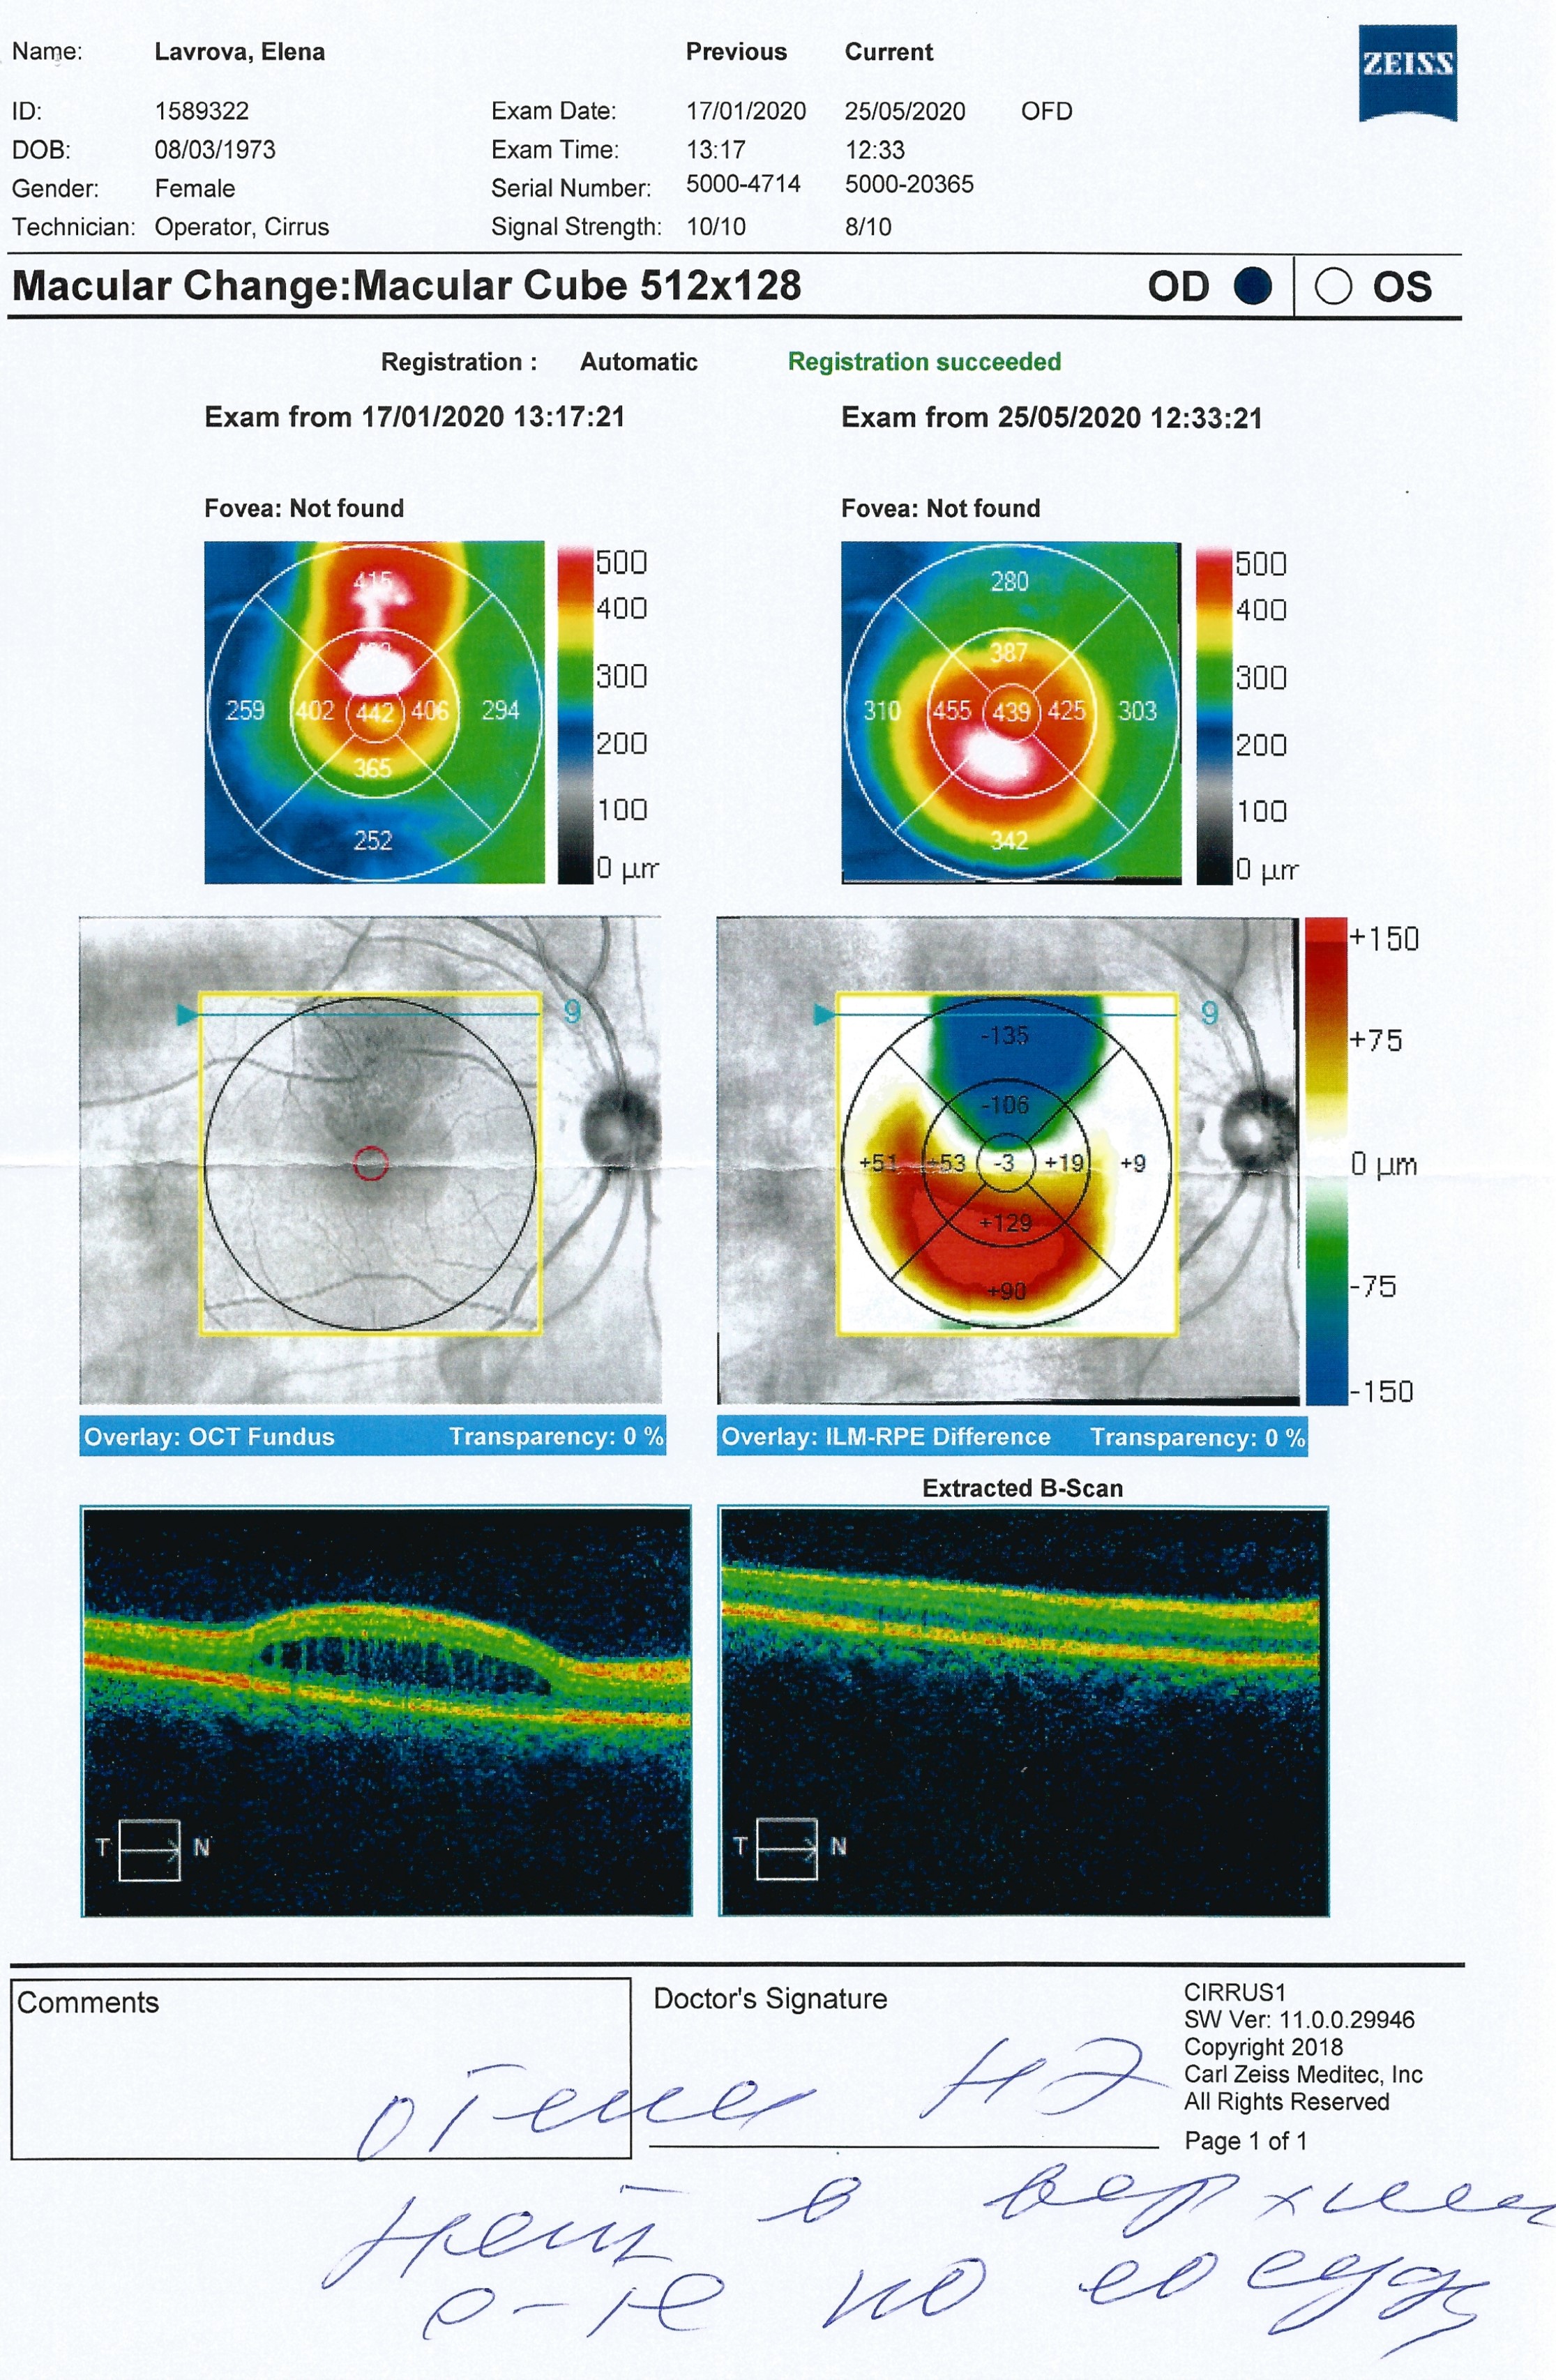 Name: Lavrova, Elena Previous Current
ZEISS
ID: 1589322 Exam Date: 17/01/2020 25/05/2020 OFD
DOB: 08/03/1973 Exam Time: 13:17 12:33
Gender: Female Serial Number: 5000-4714 5000-20365
Technician: Operator, Cirrus Signal Strength: 10/10 8/10
Macular Change:Macular Cube 512x128 OD OS
Registration : Automatic Registration succeeded
Exam from 17/01/2020 13:17:21 Exam from 25/05/2020 12:33:21
Fovea: Not found Fovea: Not found
415
259 402 442 406 294
365
252
500
400
300
200
100
0 µm
280
387
310 455 439 425 303
342
500
400
300
200
100
0 µm
9
9
-135
-106
+51 +53 -3 +19 +9
+129
+90
+150
+75
0 µm
-75
-150
Overlay: OCT Fundus Transparency: 0 %
Overlay: ILM-RPE Difference Transparency: 0 %
Extracted B-Scan
T N
T N
Comments
Doctor's Signature
CIRRUS1
SW Ver: 11.0.0.29946
Copyright 2018
Carl Zeiss Meditec, Inc
All Rights Reserved
Page 1 of 1
отека НЭ
нет в верхнем
по сосуду